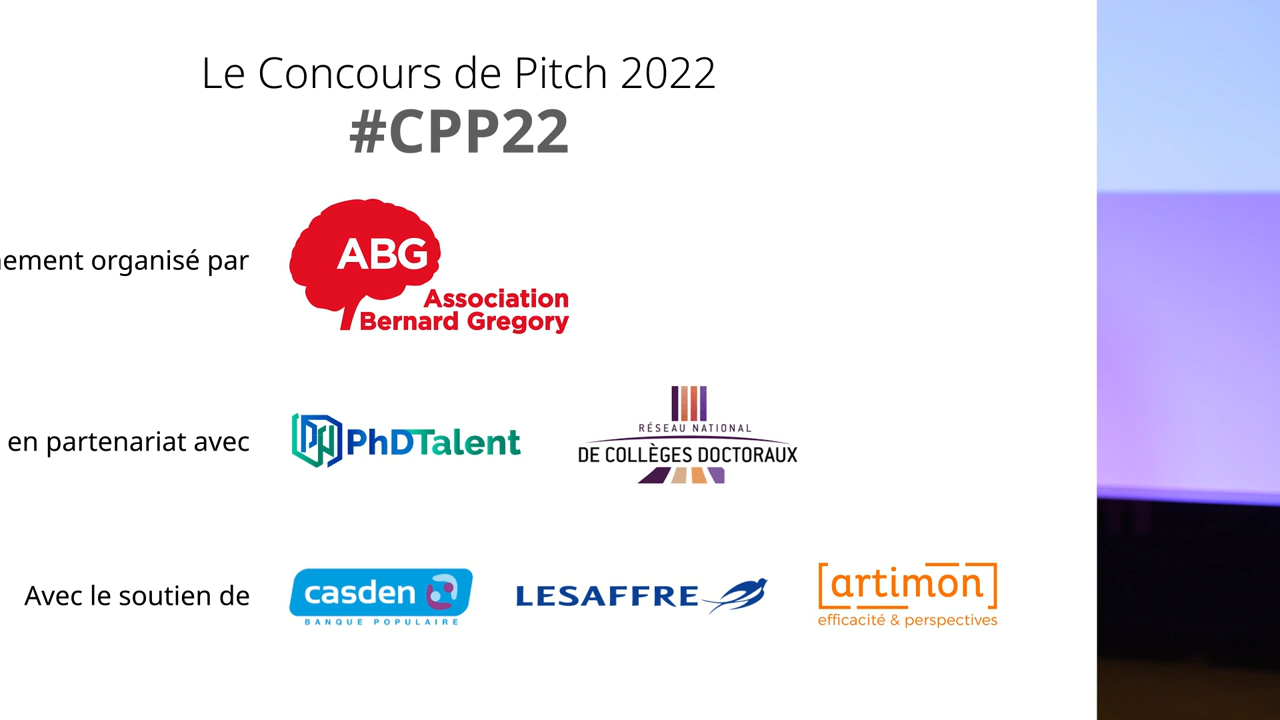 Le Concours de Pitch 2022
#CPP22
organisé par
ABG
Association
Bernard Gregory
en partenariat avec
PhDTalent
RÉSEAU NATIONAL
DE COLLÈGES DOCTORAUX
Avec le soutien de
casden
BANQUE POPULAIRE
LESAFFRE
artimon
efficacité & perspectives